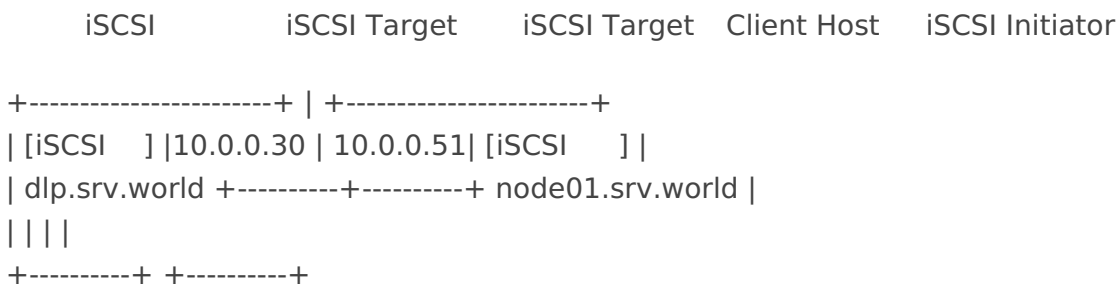 iSCSI iSCSI Target iSCSI Target Client Host iSCSI Initiator
+------------------------+ | +------------------------+
| [iSCSI ] |10.0.0.30 | 10.0.0.51| [iSCSI ] |
| dlp.srv.world +----------+----------+ node01.srv.world |
| | | |
+----------+ +----------+